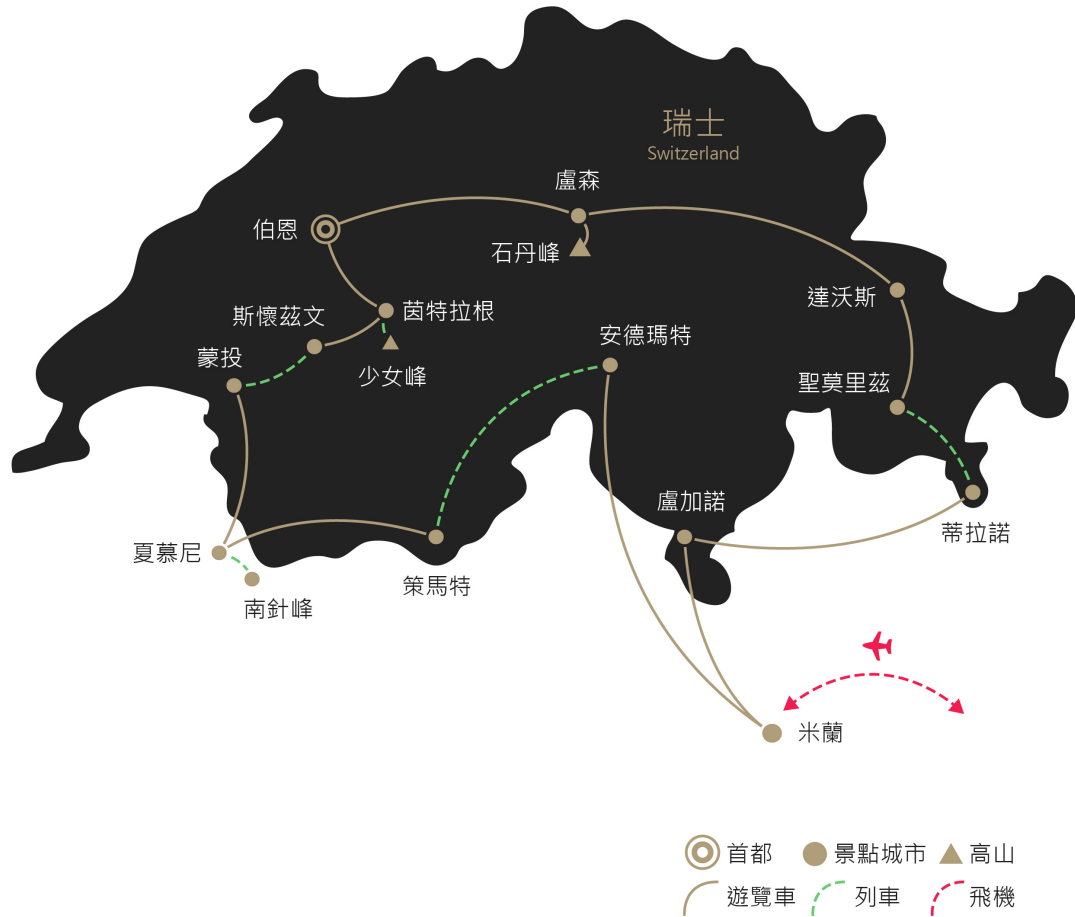 瑞士
Switzerland
盧森
伯恩
石丹峰
達沃斯
茵特拉根
斯懷茲文
安德瑪特
蒙投
少女峰
聖莫里茲
盧加諾
蒂拉諾
夏慕尼
策馬特
南針峰
米蘭
首都 景點城市 高山
遊覽車 列車 飛機